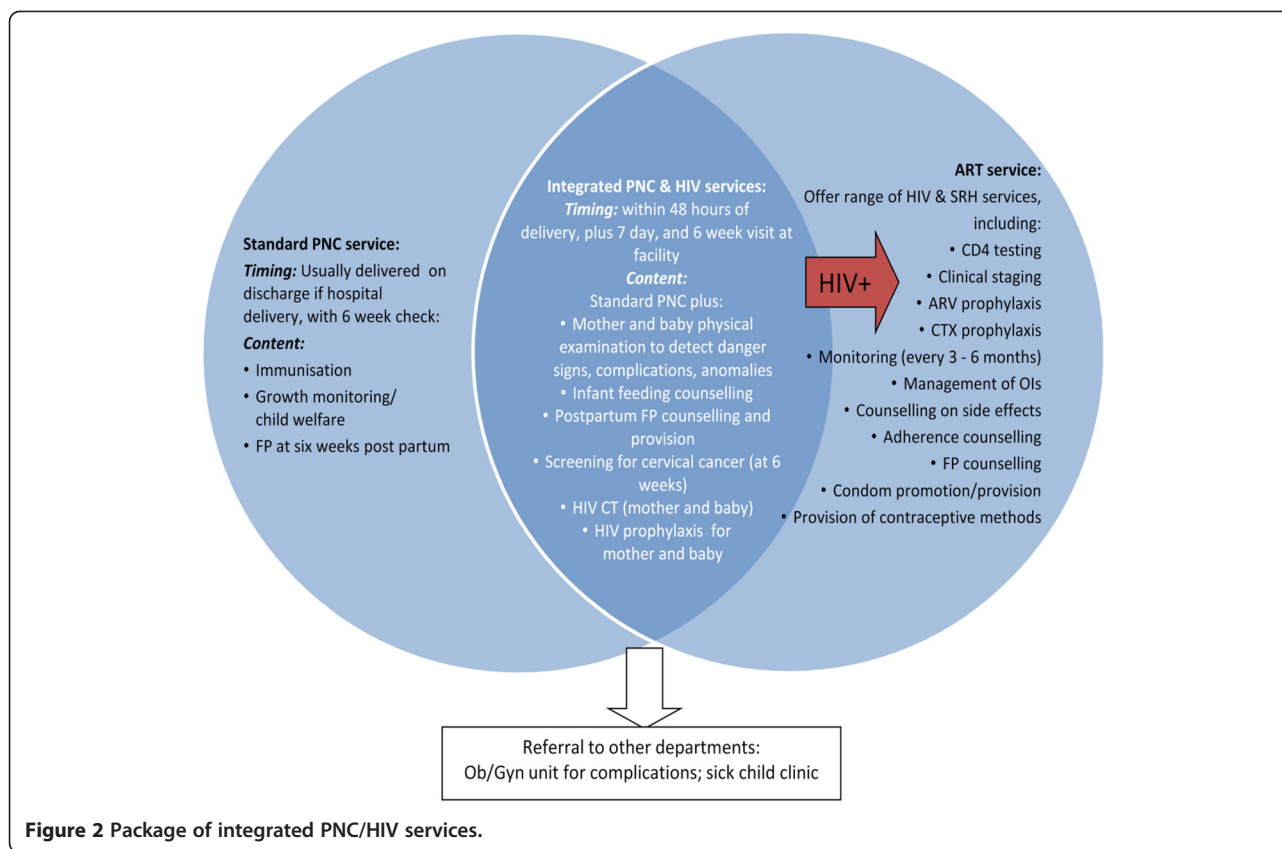 Standard PNC service:
Timing: Usually delivered on
discharge if hospital
delivery, with 6 week check:
Content:
• Immunisation
• Growth monitoring/
child welfare
• FP at six weeks post partum
Integrated PNC & HIV services:
Timing: within 48 hours of
delivery, plus 7 day, and 6 week visit at
facility
Content:
Standard PNC plus:
• Mother and baby physical
examination to detect danger
signs, complications, anomalies
• Infant feeding counselling
• Postpartum FP counselling and
provision
• Screening for cervical cancer (at 6
weeks)
• HIV CT (mother and baby)
• HIV prophylaxis for
mother and baby
HIV+
ART service:
Offer range of HIV & SRH services,
including:
• CD4 testing
• Clinical staging
• ARV prophylaxis
• CTX prophylaxis
• Monitoring (every 3 - 6 months)
• Management of OIs
• Counselling on side effects
• Adherence counselling
• FP counselling
• Condom promotion/provision
• Provision of contraceptive methods
Referral to other departments:
Ob/Gyn unit for complications; sick child clinic
Figure 2 Package of integrated PNC/HIV services.